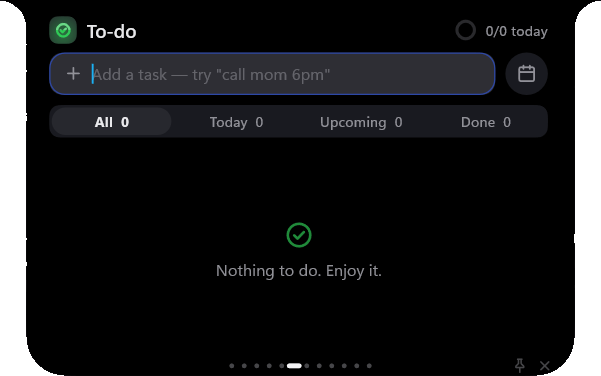 To-do
0/0 today
Add a task — try "call mom 6pm"
All 0 Today 0 Upcoming 0 Done 0
Nothing to do. Enjoy it.